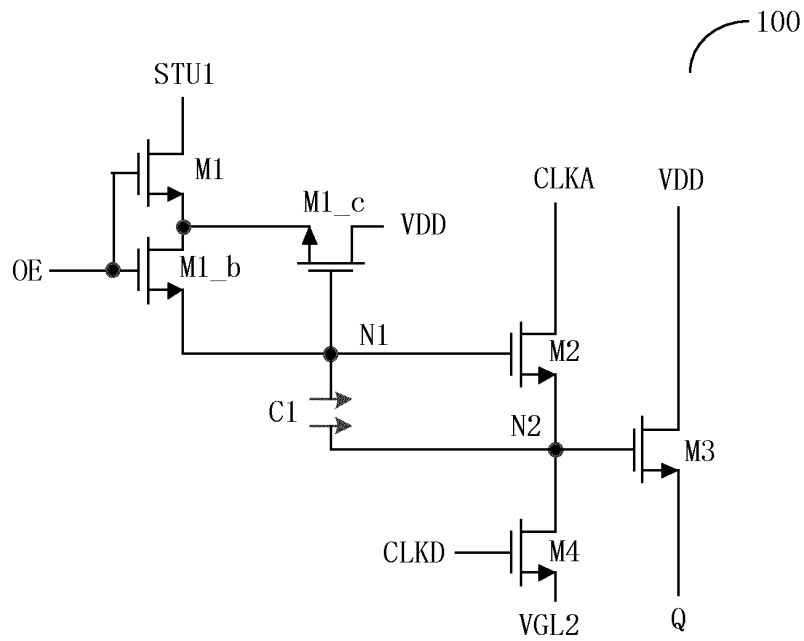 100
STU1
M1
CLKA
VDD
M1_c
VDD
OE
M1_b
N1
M2
C1
N2
M3
CLKD
M4
VGL2
Q